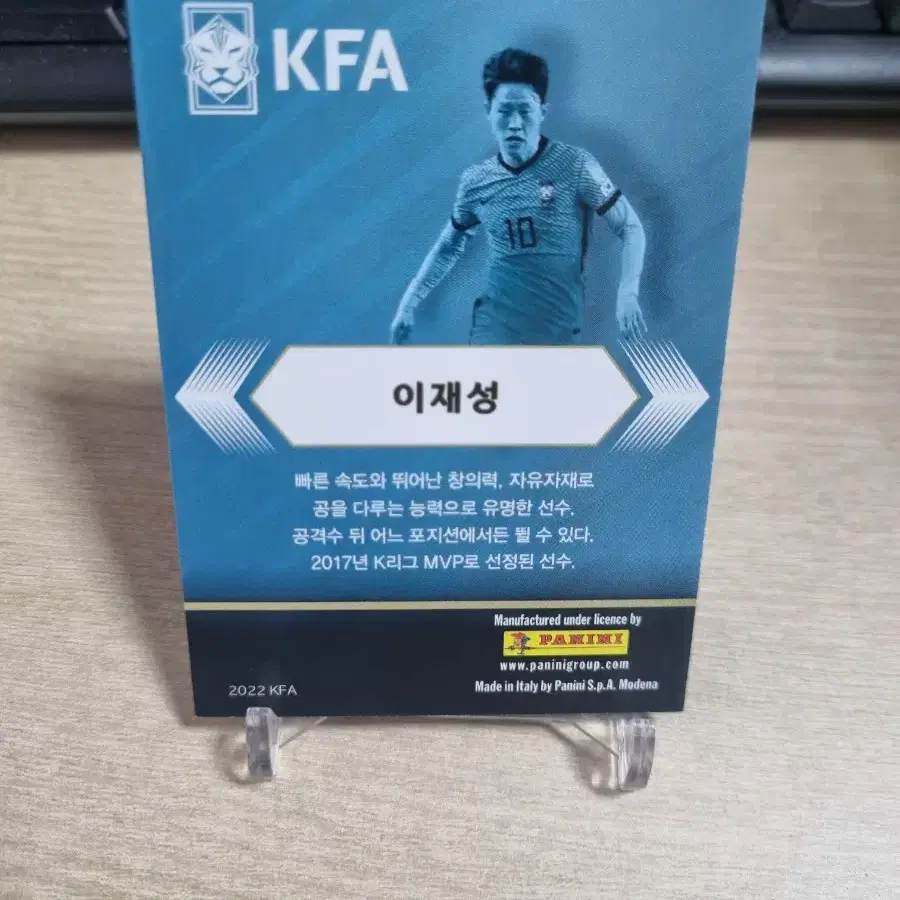 KFA
10
이재성
빠른 속도와 뛰어난 창의력, 자유자재로
공을 다루는 능력으로 유명한 선수.
공격수 뒤 어느 포지션에서든 뛸 수 있다.
2017년 K리그 MVP로 선정된 선수.
Manufactured under licence by
PANINI
www.paninigroup.com
2022 KFA
Made in Italy by Panini S.p.A. Modena